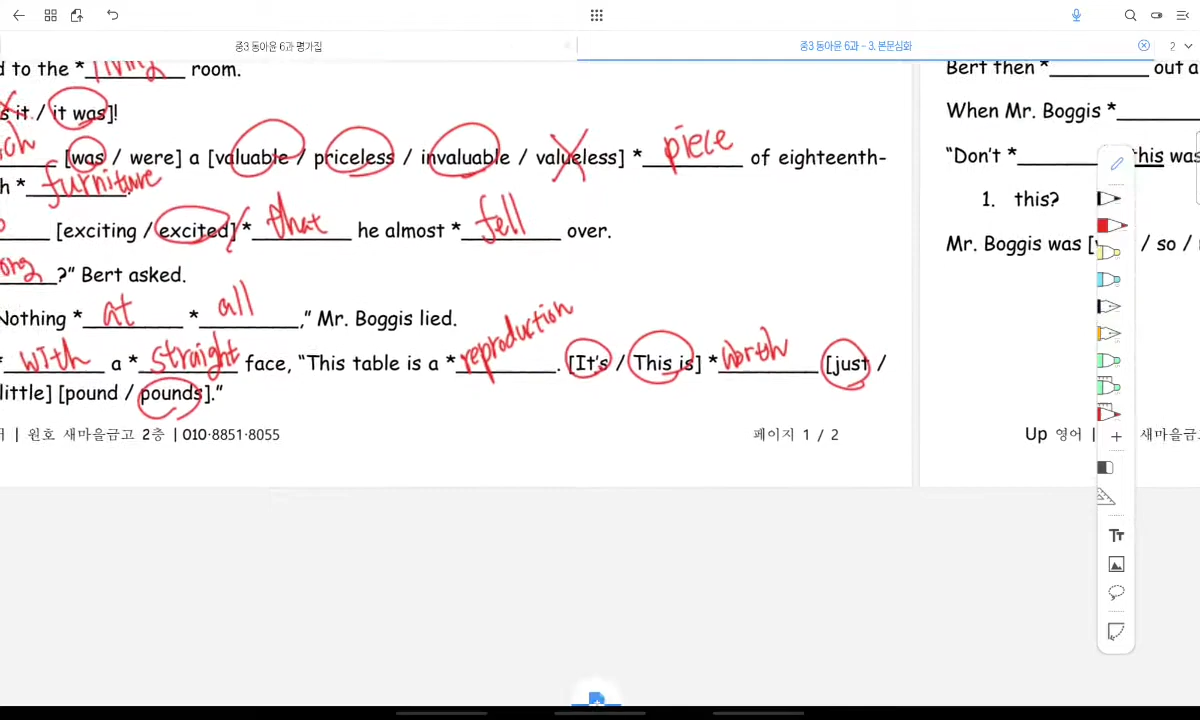 중3 동아윤 6과 평가집
중3 동아윤 6과 - 3. 본문심화
2
d to the *living room.
s it / it was]!
[was / were] a [valuable / priceless / invaluable / valueless] *piece of eighteenth-
h *furniture
[exciting / excited] *that he almost *fell over.
?” Bert asked.
Nothing *at *all,” Mr. Boggis lied.
*with a *straight face, “This table is a *reproduction. [It’s / This is] *worth [just /
little] [pound / pounds].”
| 원호 새마을금고 2층 | 010·8851·8055
페이지 1 / 2
Bert then * out a
When Mr. Boggis *
“Don’t * this was
1. this?
Mr. Boggis was [ / so /
Up 영어 | 새마을금고